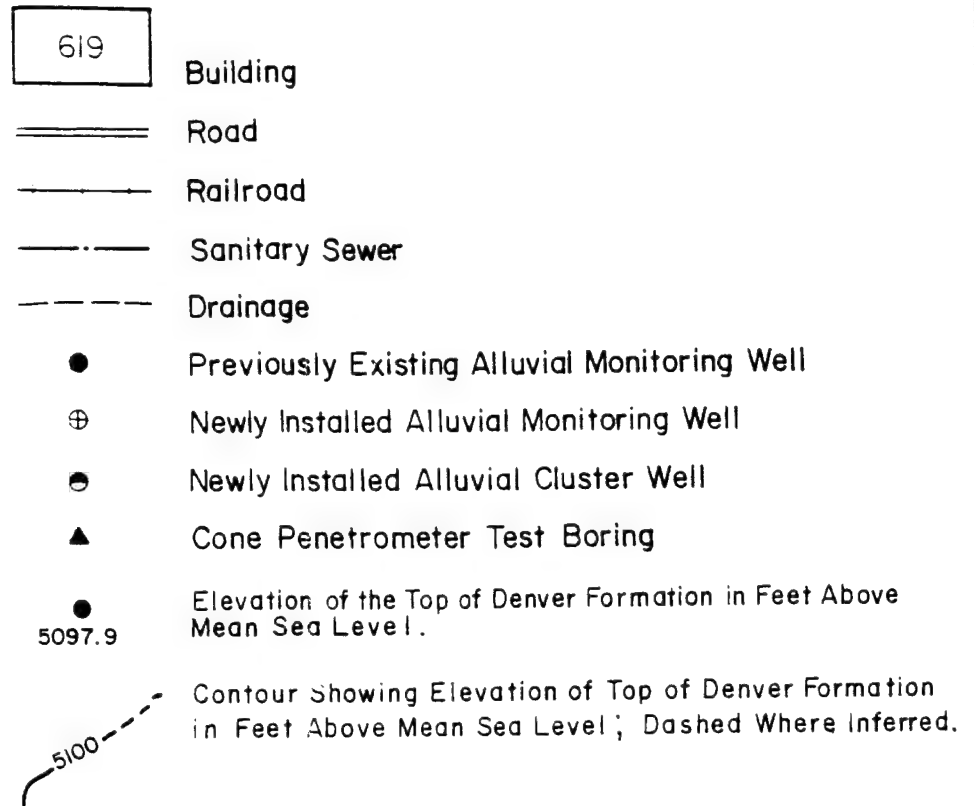 619
Building
Road
Railroad
Sanitary Sewer
Drainage
Previously Existing Alluvial Monitoring Well
Newly Installed Alluvial Monitoring Well
Newly Installed Alluvial Cluster Well
Cone Penetrometer Test Boring
Elevation of the Top of Denver Formation in Feet Above
Mean Sea Level.
5097.9
Contour Showing Elevation of Top of Denver Formation
in Feet Above Mean Sea Level; Dashed Where Inferred.
5100